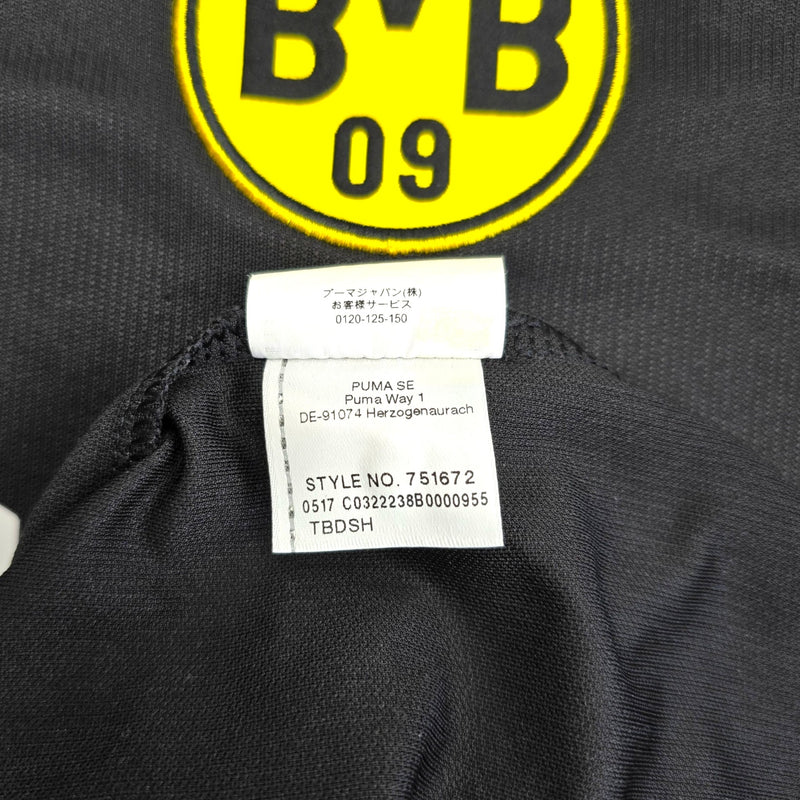 BVB
09
プーマジャパン(株)
お客様サービス
0120-125-150
PUMA SE
Puma Way 1
DE-91074 Herzogenaurach
STYLE NO. 751672
0517 C0322238B0000955
TBDSH